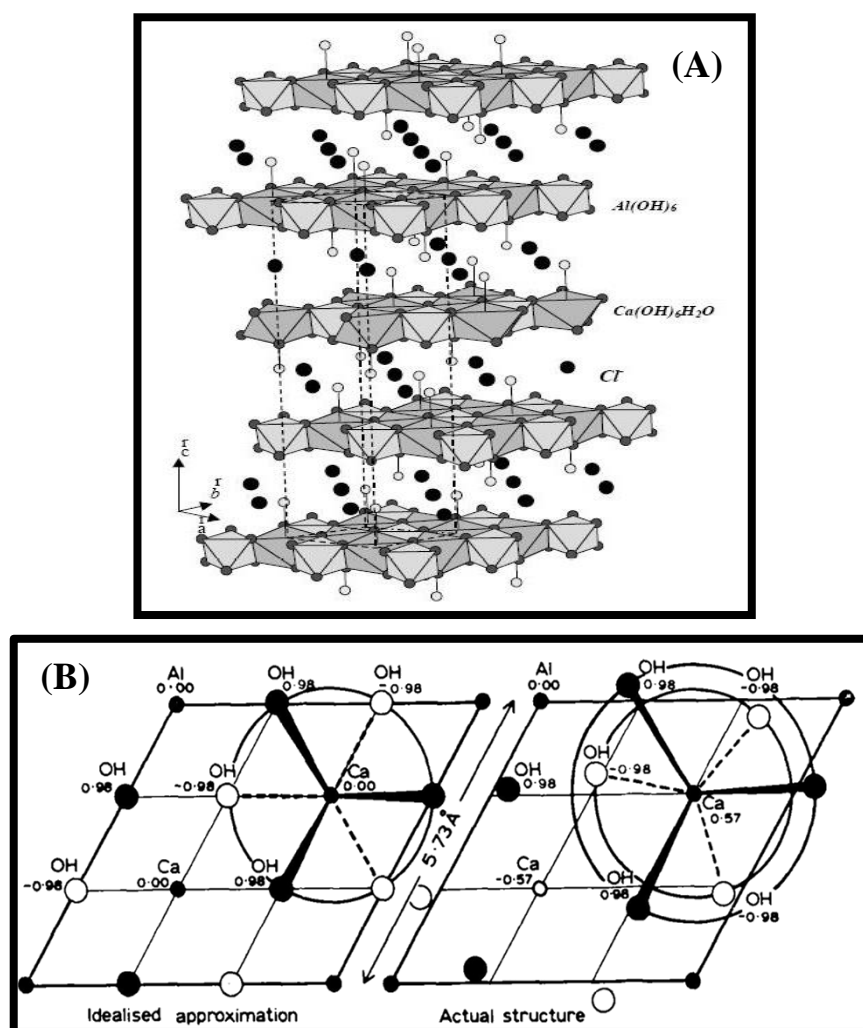 (A)
Al(OH)6
Ca(OH)6H2O
Cl-
r
c
r
b
r
a
(B)
Al
0.00
OH
0.98
OH
-0.98
OH
0.98
OH
-0.98
Ca
0.00
OH
-0.98
Ca
0.00
OH
0.98
5.73Å
Idealised approximation
Al
0.00
OH
0.98
OH
-0.98
OH
0.98
OH
-0.98
Ca
0.57
Ca
-0.57
OH
0.98
OH
-0.98
Actual structure